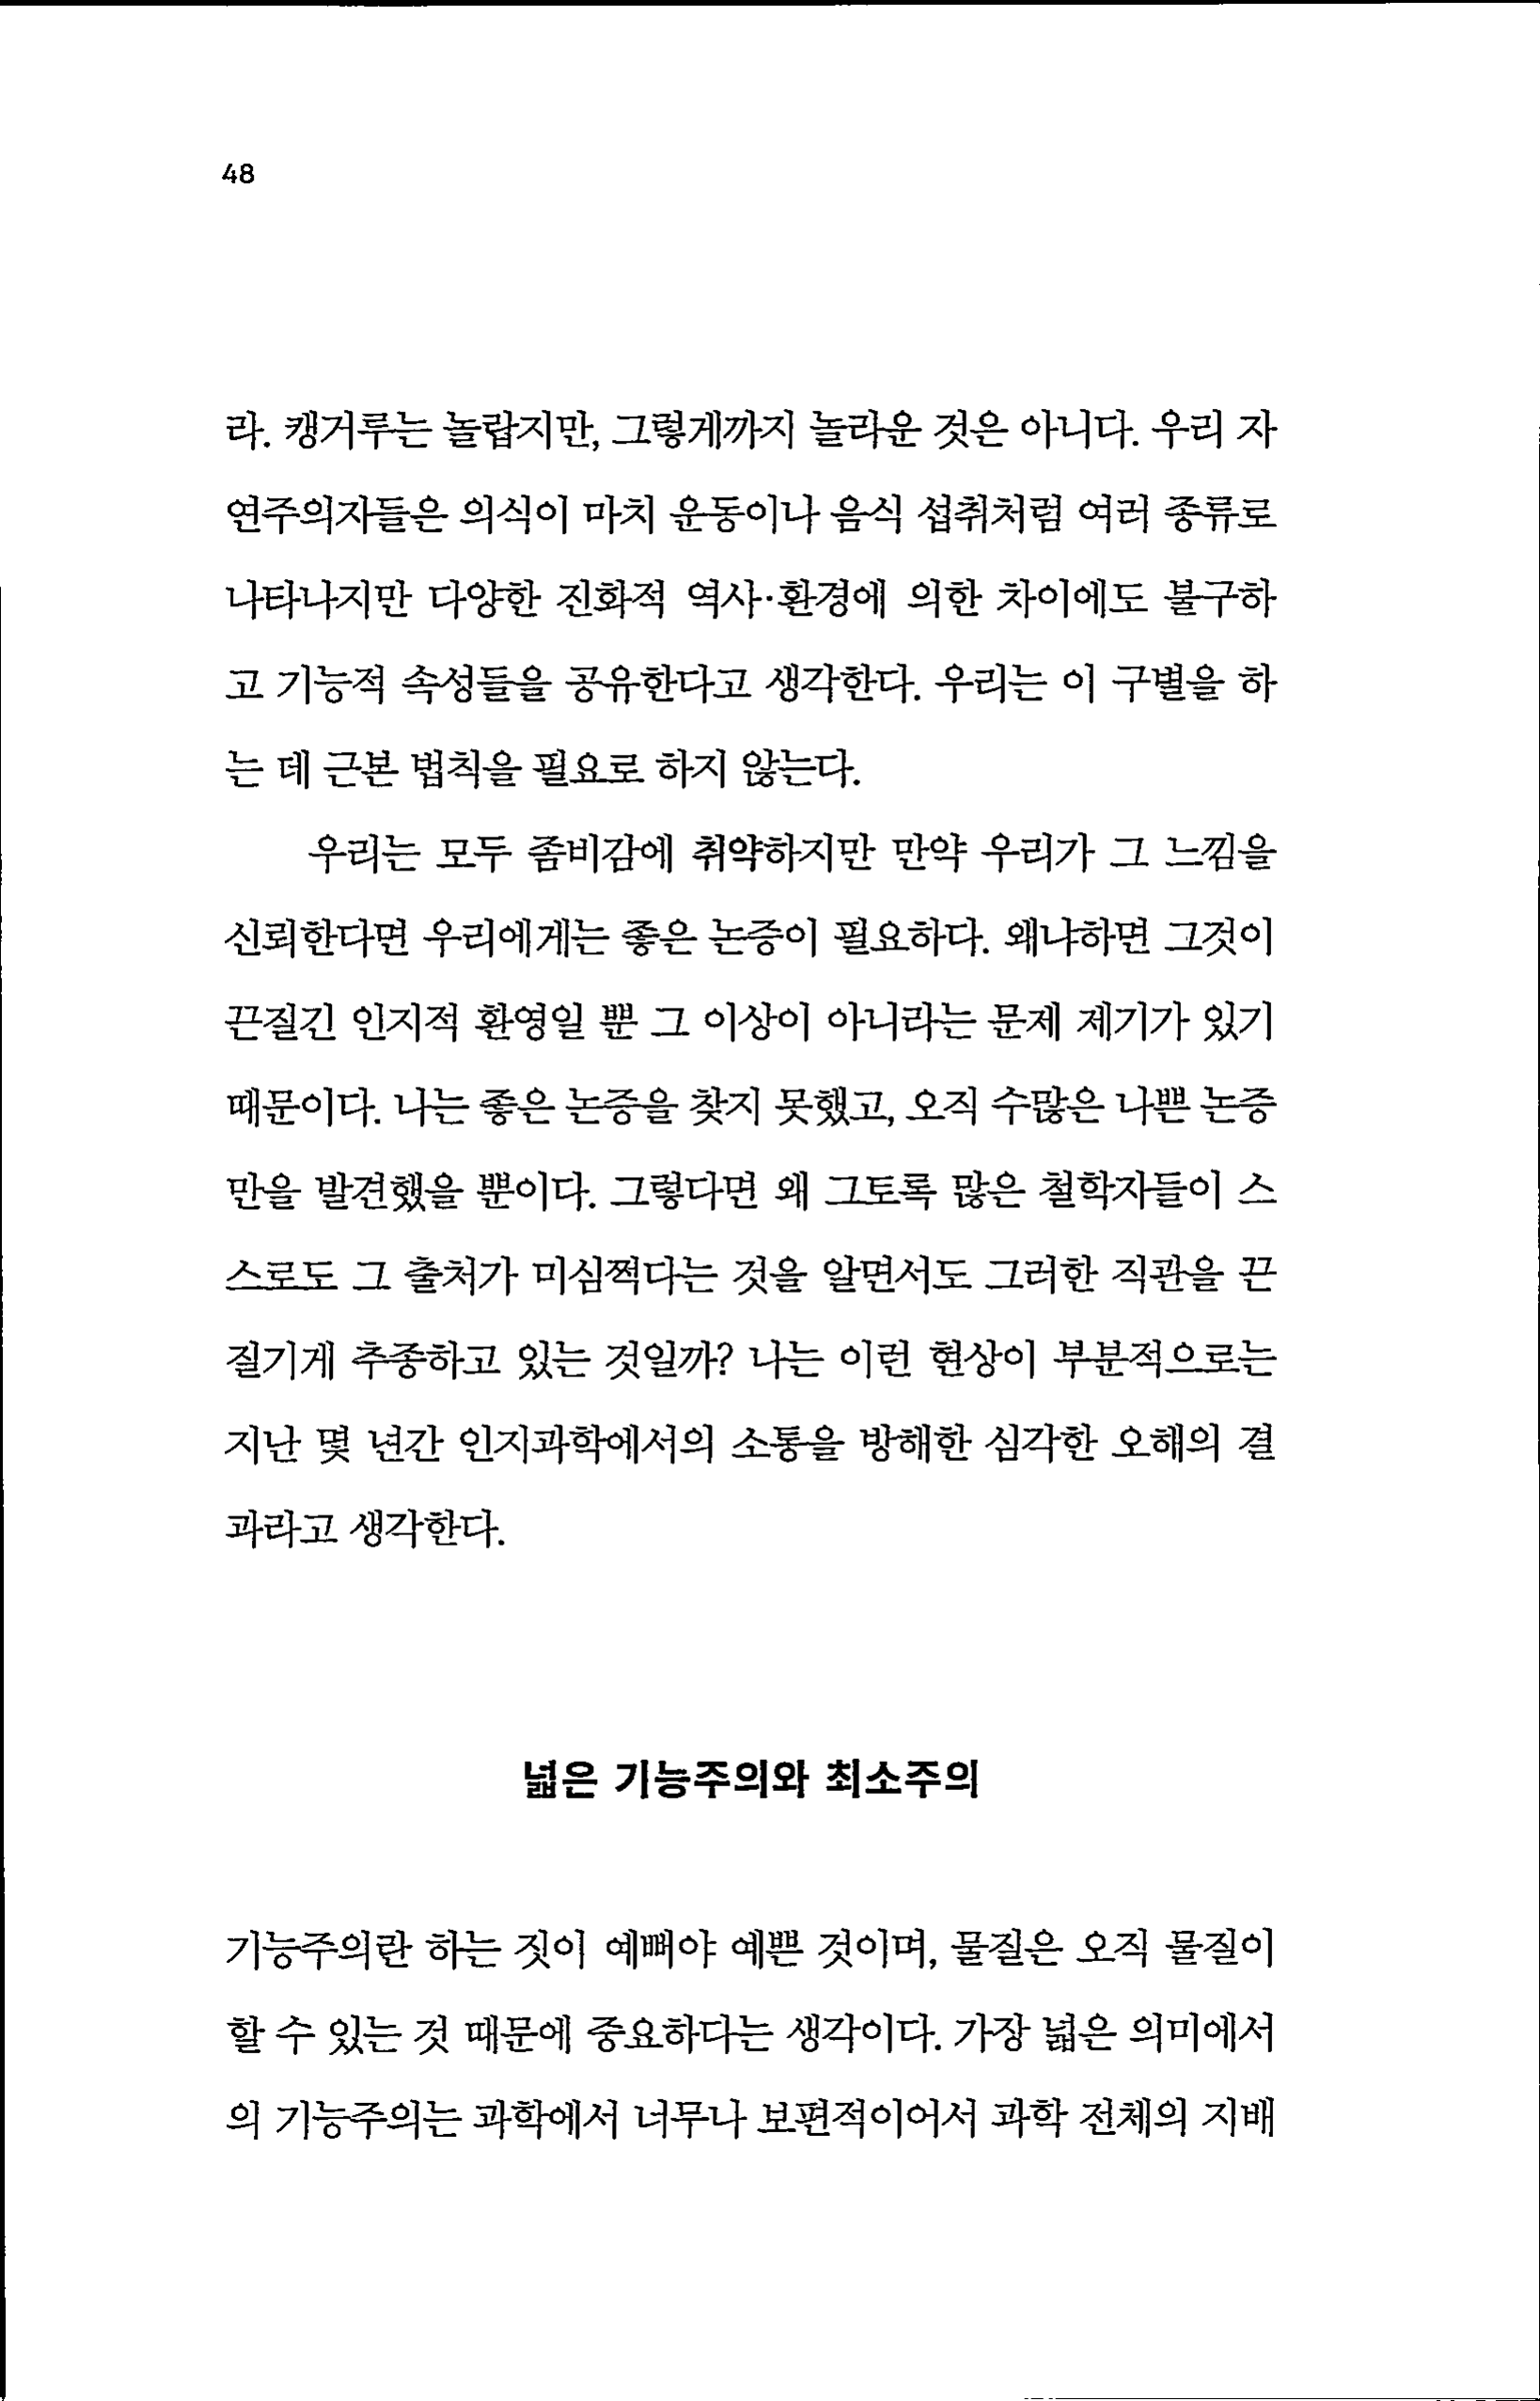 48
라. 캥거루는 놀랍지만, 그렇게까지 놀라운 것은 아니다. 우리 자
연주의자들은 의식이 마치 운동이나 음식 섭취처럼 여러 종류로
나타나지만 다양한 진화적 역사·환경에 의한 차이에도 불구하
고 기능적 속성들을 공유한다고 생각한다. 우리는 이 구별을 하
는 데 근본 법칙을 필요로 하지 않는다.
우리는 모두 좀비감에 취약하지만 만약 우리가 그 느낌을
신뢰한다면 우리에게는 좋은 논증이 필요하다. 왜냐하면 그것이
끈질긴 인지적 환영일 뿐 그 이상이 아니라는 문제 제기가 있기
때문이다. 나는 좋은 논증을 찾지 못했고, 오직 수많은 나쁜 논증
만을 발견했을 뿐이다. 그렇다면 왜 그토록 많은 철학자들이 스
스로도 그 출처가 미심쩍다는 것을 알면서도 그러한 직관을 끈
질기게 추종하고 있는 것일까? 나는 이런 현상이 부분적으로는
지난 몇 년간 인지과학에서의 소통을 방해한 심각한 오해의 결
과라고 생각한다.
넓은 기능주의와 최소주의
기능주의란 하는 짓이 예뻐야 예쁜 것이며, 물질은 오직 물질이
할 수 있는 것 때문에 중요하다는 생각이다. 가장 넓은 의미에서
의 기능주의는 과학에서 너무나 보편적이어서 과학 전체의 지배